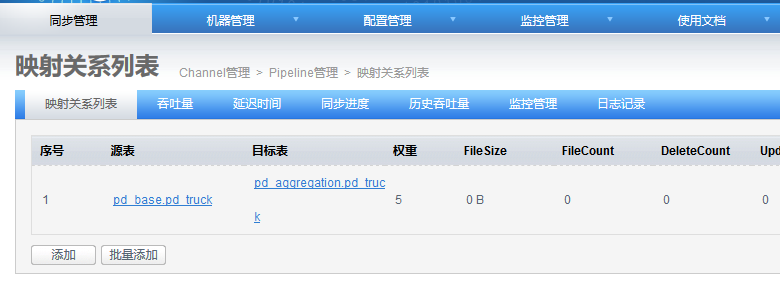 同步管理 机器管理 配置管理 监控管理 使用文档
映射关系列表 Channel管理 > Pipeline管理 > 映射关系列表
映射关系列表 吞吐量 延迟时间 同步进度 历史吞吐量 监控管理 日志记录
序号 源表 目标表 权重 FileSize FileCount DeleteCount Upd
1 pd_base.pd_truck pd_aggregation.pd_truc 5 0 B 0 0 0
k
添加 批量添加